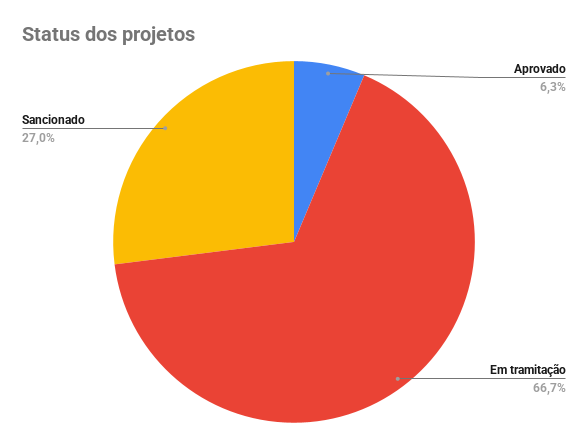 Status dos projetos
Aprovado
6,3%
Sancionado
27,0%
Em tramitação
66,7%